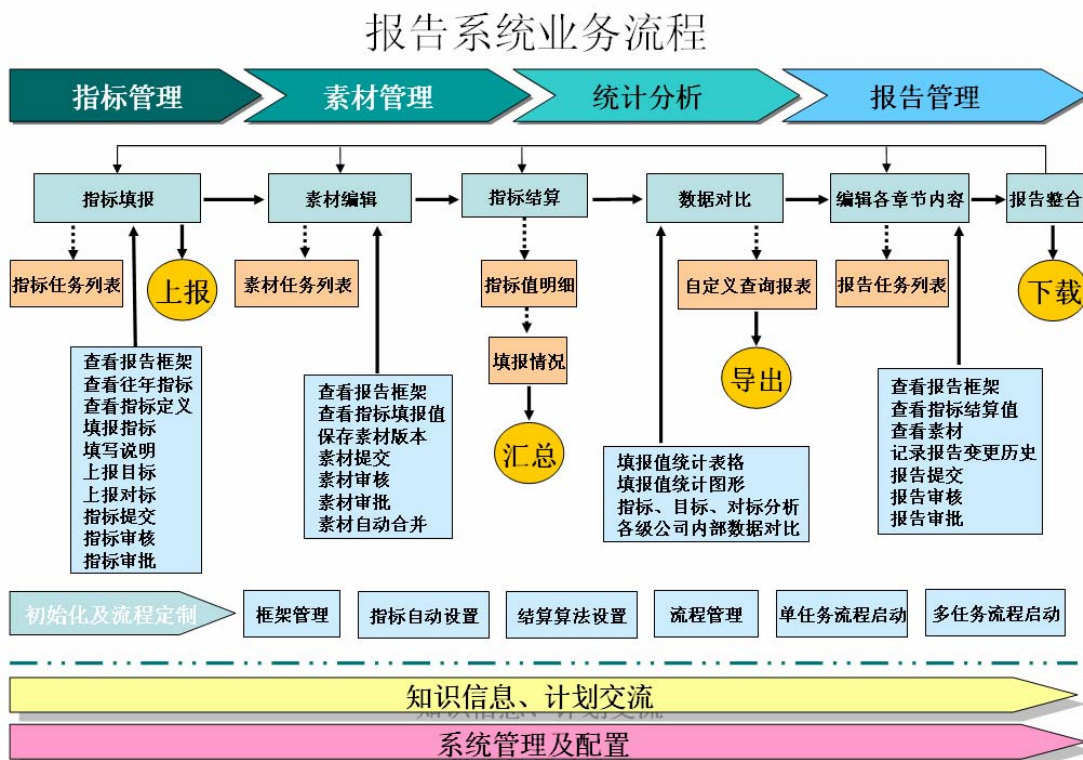 报告系统业务流程
指标管理
素材管理
统计分析
报告管理
指标填报
素材编辑
指标结算
数据对比
编辑各章节内容
报告整合
指标任务列表
上报
素材任务列表
指标值明细
自定义查询报表
报告任务列表
下载
填报情况
导出
汇总
查看报告框架
查看往年指标
查看指标定义
填报指标
填写说明
上报目标
上报对标
指标提交
指标审核
指标审批
查看报告框架
查看指标填报值
保存素材版本
素材提交
素材审核
素材审批
素材自动合并
填报值统计表格
填报值统计图形
指标、目标、对标分析
各级公司内部数据对比
查看报告框架
查看指标结算值
查看素材
记录报告变更历史
报告提交
报告审核
报告审批
初始化及流程定制
框架管理
指标自动设置
结算算法设置
流程管理
单任务流程启动
多任务流程启动
知识信息、计划交流
系统管理及配置